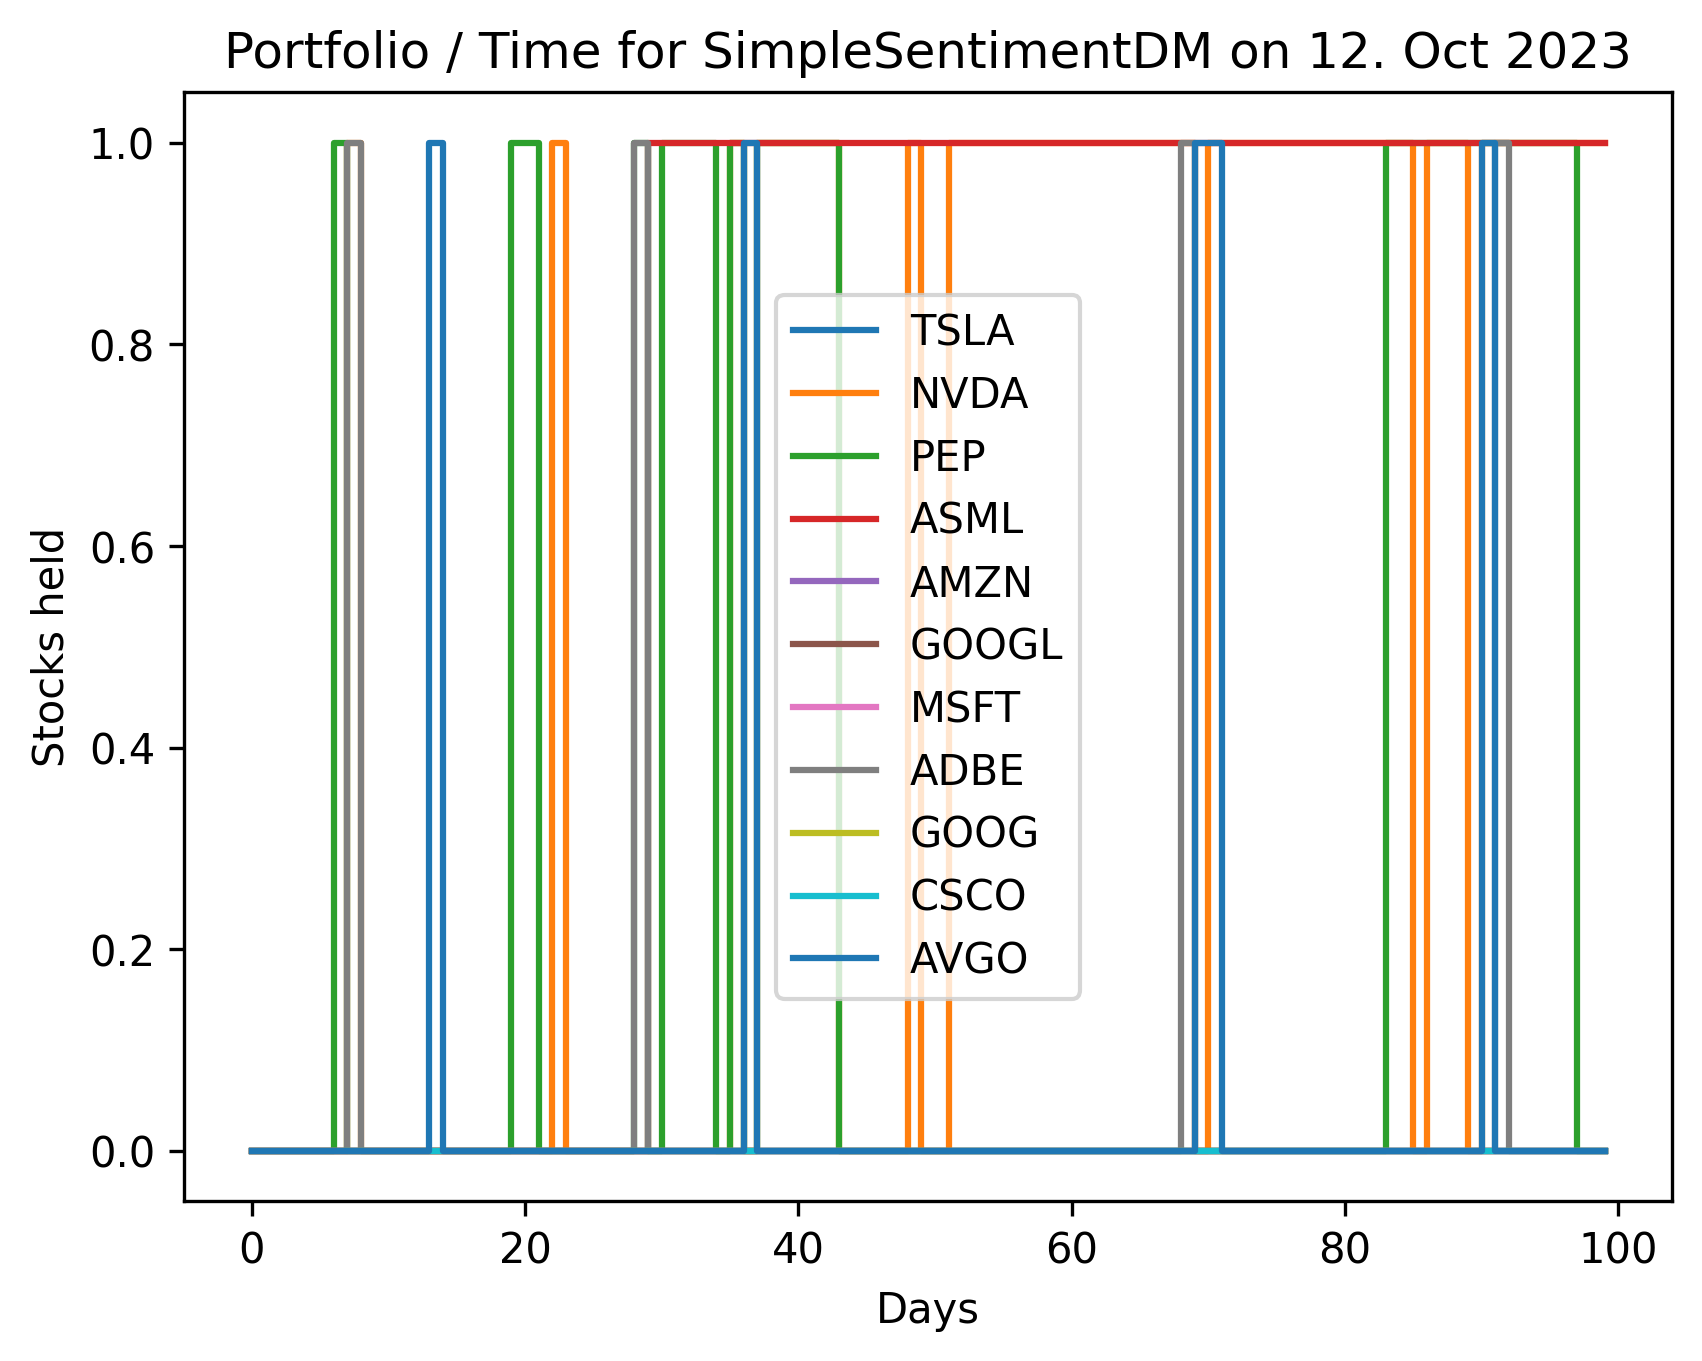 Portfolio / Time for SimpleSentimentDM on 12. Oct 2023
1.0
0.8
0.6
0.4
0.2
0.0
Stocks held
TSLA
NVDA
PEP
ASML
AMZN
GOOGL
MSFT
ADBE
GOOG
CSCO
AVGO
0 20 40 60 80 100
Days